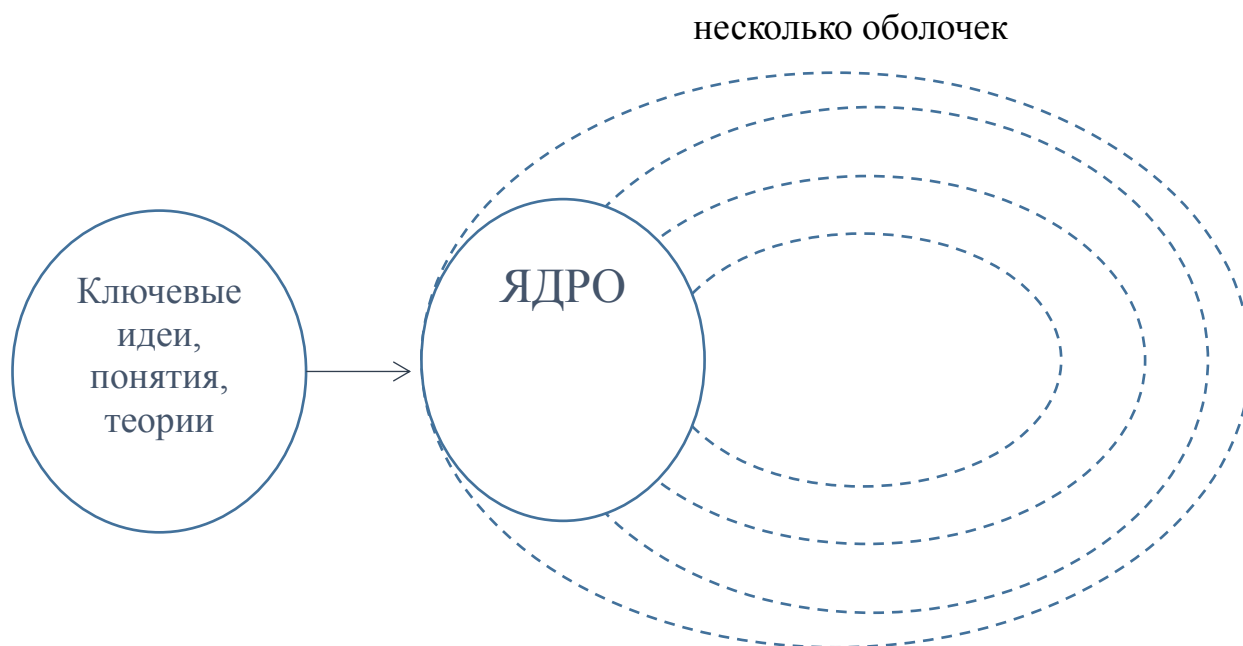 несколько оболочек
Ключевые
идеи,
понятия,
теории
ЯДРО